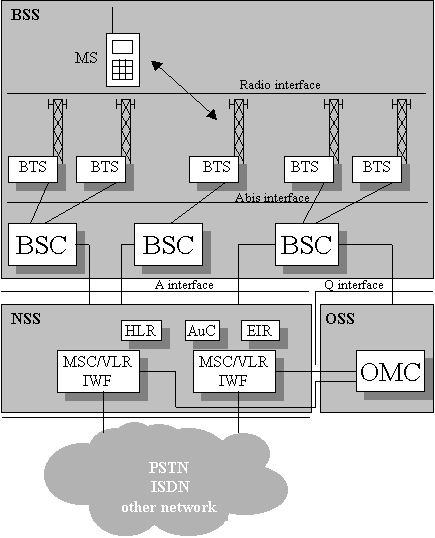 BSS
MS
Radio interface
BTS
BTS
BTS
BTS
BTS
Abis interface
BSC
BSC
BSC
A interface
Q interface
NSS
OSS
HLR
AuC
EIR
MSC/VLR
IWF
MSC/VLR
IWF
OMC
PSTN
ISDN
other network